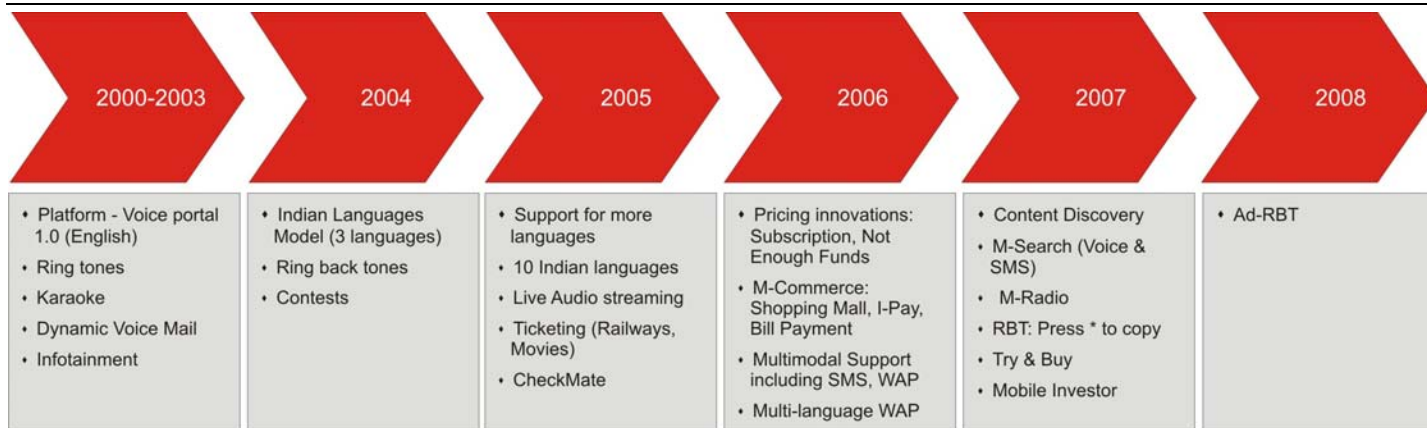 2000-2003
2004
2005
2006
2007
2008
♦ Platform - Voice portal
1.0 (English)
♦ Ring tones
♦ Karaoke
♦ Dynamic Voice Mail
♦ Infotainment
♦ Indian Languages
Model (3 languages)
♦ Ring back tones
♦ Contests
♦ Support for more
languages
♦ 10 Indian languages
♦ Live Audio streaming
♦ Ticketing (Railways,
Movies)
♦ CheckMate
♦ Pricing innovations:
Subscription, Not
Enough Funds
♦ M-Commerce:
Shopping Mall, I-Pay,
Bill Payment
♦ Multimodal Support
including SMS, WAP
♦ Multi-language WAP
♦ Content Discovery
♦ M-Search (Voice &
SMS)
♦ M-Radio
♦ RBT: Press * to copy
♦ Try & Buy
♦ Mobile Investor
♦ Ad-RBT